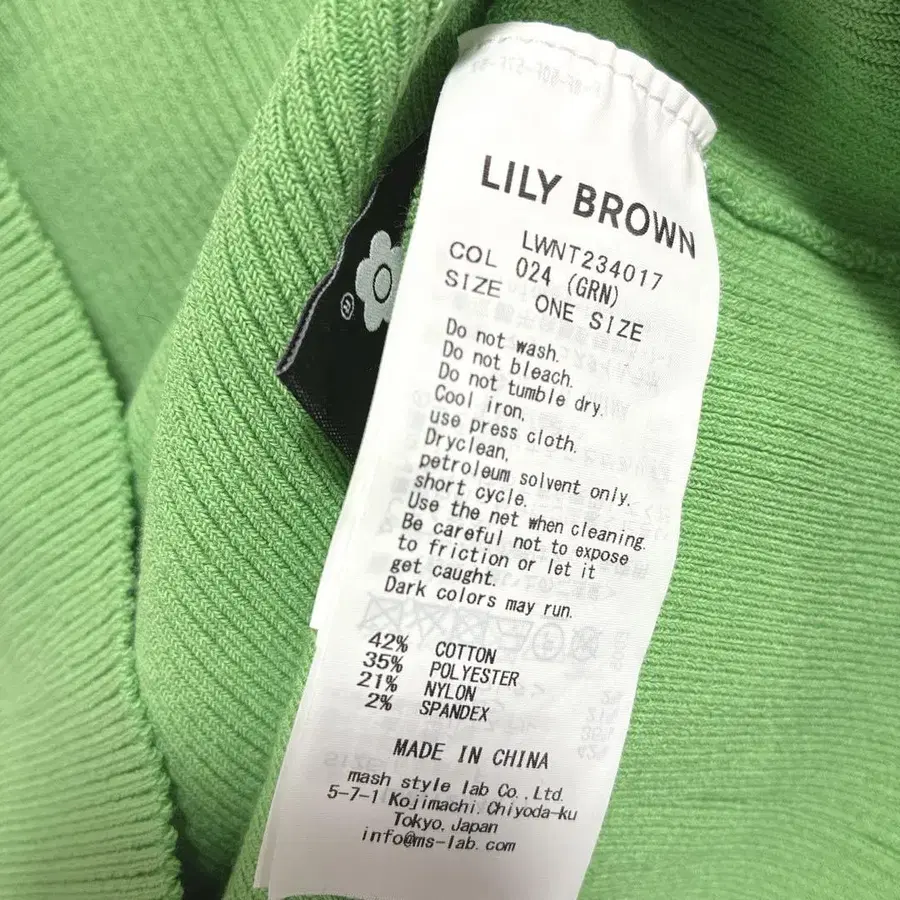 LILY BROWN
LWNT234017
COL 024 (GRN)
SIZE ONE SIZE
Do not wash.
Do not bleach.
Do not tumble dry.
Cool iron,
use press cloth.
Dryclean,
petroleum solvent only.
short cycle.
Use the net when cleaning.
Be careful not to expose
to friction or let it
get caught.
Dark colors may run.
42% COTTON
35% POLYESTER
21% NYLON
2% SPANDEX
MADE IN CHINA
mash style lab Co.,Ltd.
5-7-1 Kojimachi,Chiyoda-ku
Tokyo,Japan
info@ms-lab.com